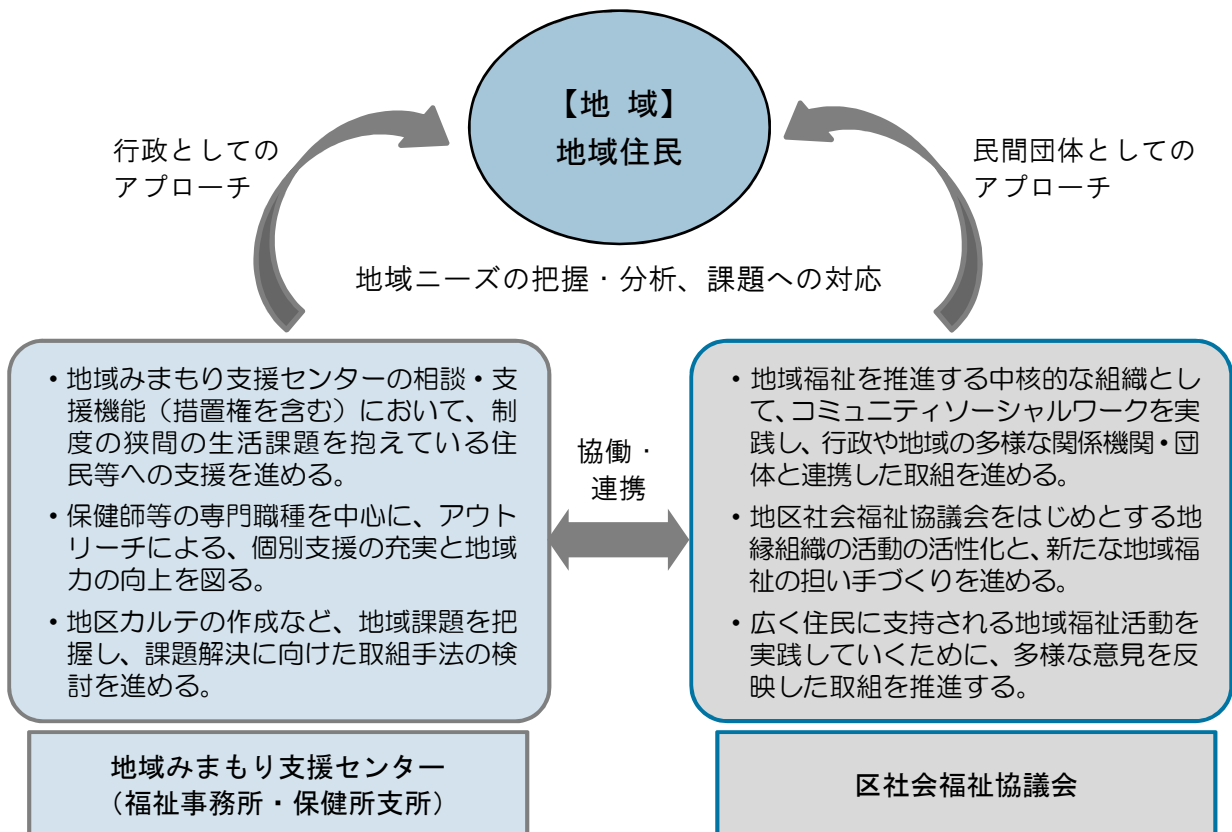 【地 域】
地域住民
行政としての
アプローチ
民間団体としての
アプローチ
地域ニーズの把握・分析、課題への対応
・地域みまもり支援センターの相談・支
援機能（措置権を含む）において、制
度の狭間の生活課題を抱えている住
民等への支援を進める。
・保健師等の専門職種を中心に、アウト
リーチによる、個別支援の充実と地域
力の向上を図る。
・地区カルテの作成など、地域課題を把
握し、課題解決に向けた取組手法の検
討を進める。
協働・
連携
・地域福祉を推進する中核的な組織とし
て、コミュニティソーシャルワークを実
践し、行政や地域の多様な関係機関・団
体と連携した取組を進める。
・地区社会福祉協議会をはじめとする地
縁組織の活動の活性化と、新たな地域福
祉の担い手づくりを進める。
・広く住民に支持される地域福祉活動を
実践していくために、多様な意見を反
映した取組を推進する。
地域みまもり支援センター
（福祉事務所・保健所支所）
区社会福祉協議会